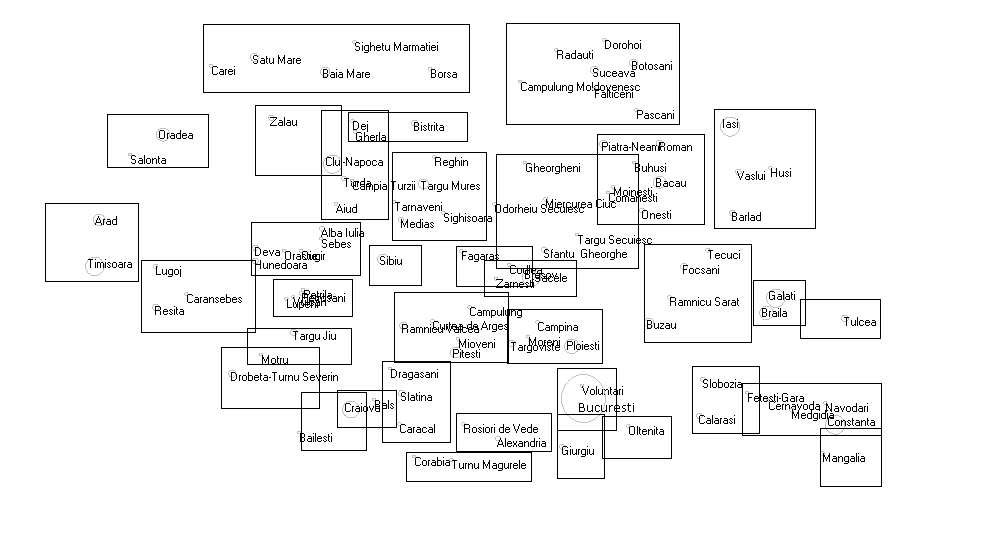 Dorohoi
Sighetu Marmatiei
Radauti
Satu Mare
Botosani
Carei
Baia Mare
Borsa
Suceava
Campulung Moldovenesc
Falticeni
Pascani
Zalau
Dej
Bistrita
Iasi
Oradea
Gherla
Salonta
Cluj-Napoca
Reghin
Piatra-Neamt
Roman
Gheorgheni
Buhusi
Vaslui
Husi
Turda
Campia Turzii
Targu Mures
Bacau
Moinesti
Comanesti
Aiud
Tarnaveni
Odorheiu Secuiesc
Miercurea Ciuc
Onesti
Barlad
Arad
Medias
Sighisoara
Alba Iulia
Sebes
Targu Secuiesc
Deva
Orastie
Cugir
Sibiu
Fagaras
Sfantu Gheorghe
Tecuci
Timisoara
Hunedoara
Lugoj
Codlea
Brasov
Sacele
Focsani
Zarnesti
Caransebes
Petrila
Petrosani
Lupeni
Vulcan
Resita
Campulung
Ramnicu Sarat
Galati
Braila
Tulcea
Ramnicu Valcea
Curtea de Arges
Campina
Buzau
Targu Jiu
Mioveni
Moreni
Pitesti
Targoviste
Ploiesti
Motru
Drobeta-Turnu Severin
Dragasani
Slobozia
Voluntari
Slatina
Fetesti-Gara
Craiova
Bals
Bucuresti
Cernavoda
Medgidia
Navodari
Calarasi
Constanta
Bailesti
Caracal
Rosiori de Vede
Oltenita
Alexandria
Giurgiu
Corabia
Turnu Magurele
Mangalia